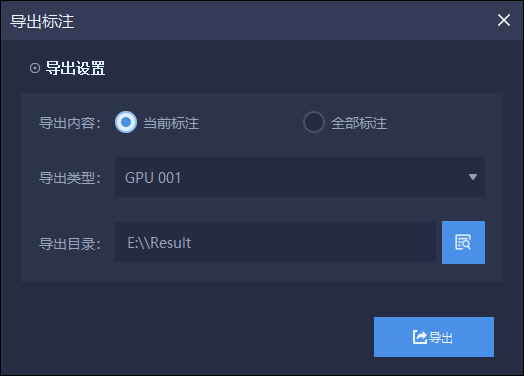 导出标注
导出设置
导出内容： 当前标注 全部标注
导出类型： GPU 001
导出目录： E:\\Result
导出